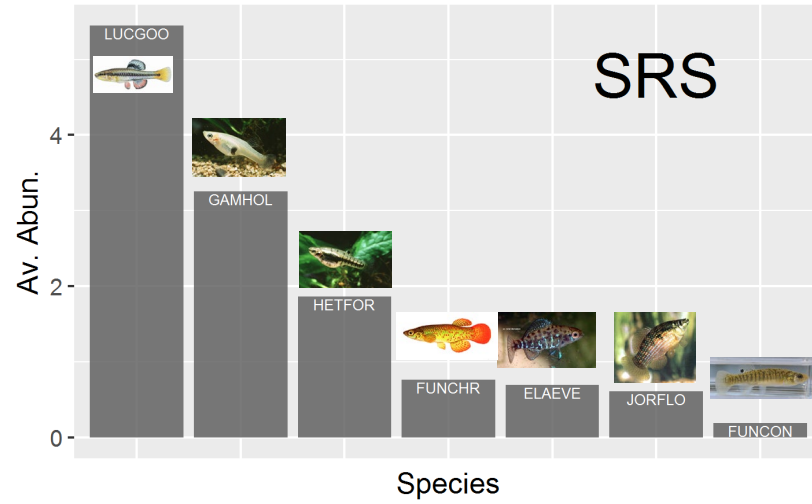 SRS
LUCGOO
GAMHOL
HETFOR
FUNCHR
ELAEVE
JORFLO
FUNCON
4
2
0
Av. Abun.
Species